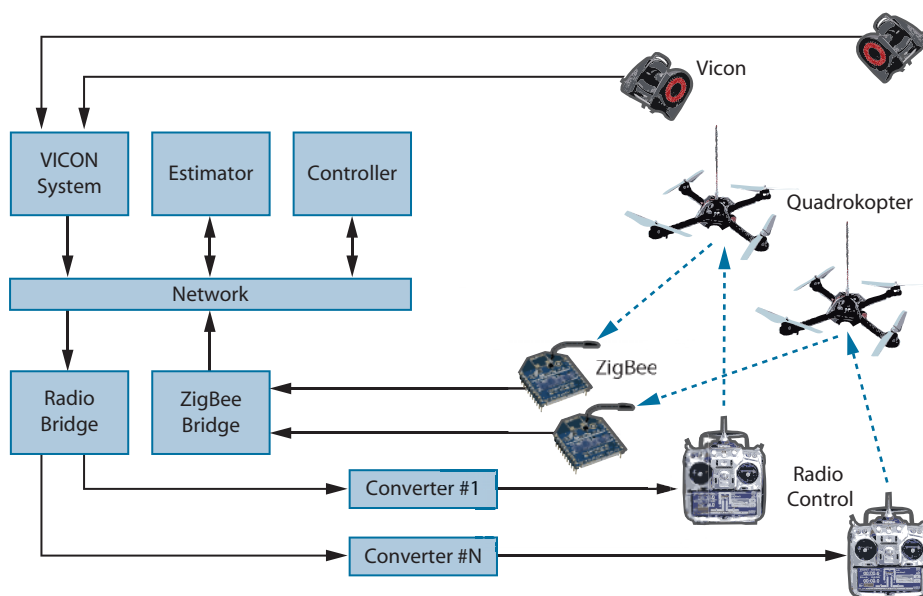 Vicon
VICON
System
Estimator
Controller
Quadrokopter
Network
ZigBee
Radio
Bridge
ZigBee
Bridge
Converter #1
Radio
Control
Converter #N